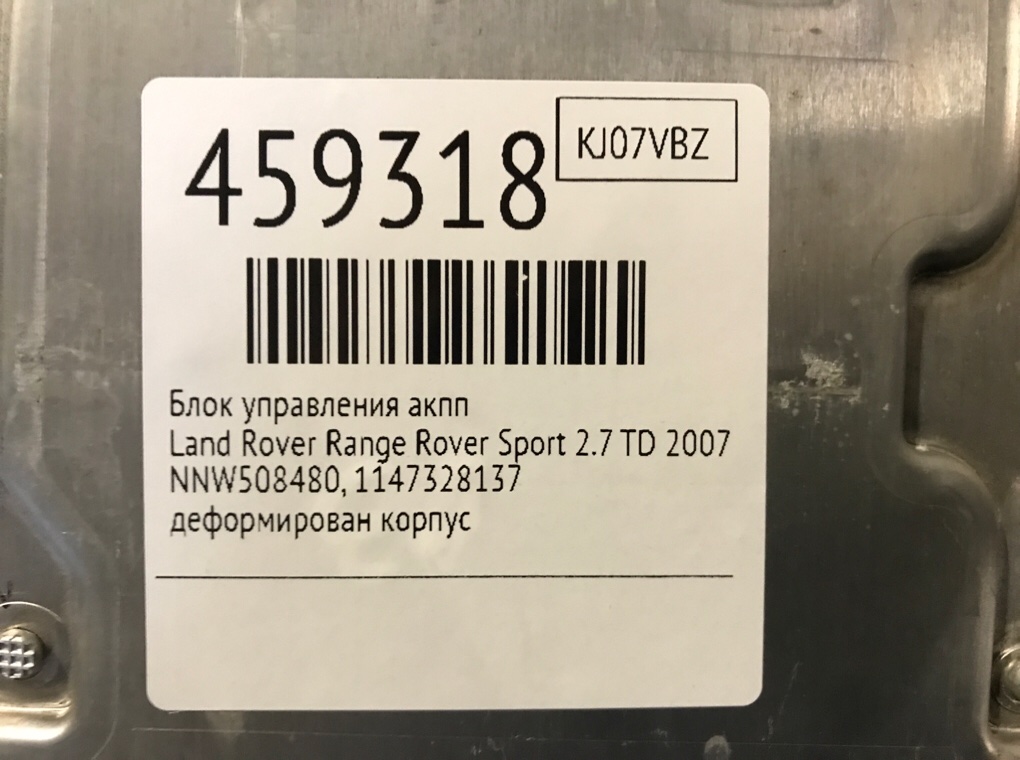 459318
KJ07VBZ
Блок управления акпп
Land Rover Range Rover Sport 2.7 TD 2007
NNW508480, 1147328137
деформирован корпус